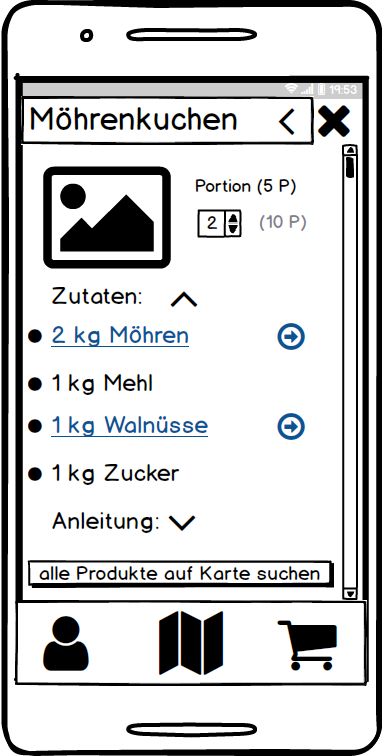 19:53
Möhrenkuchen
Portion (5 P)
2 (10 P)
Zutaten:
2 kg Möhren
1 kg Mehl
1 kg Walnüsse
1 kg Zucker
Anleitung:
alle Produkte auf Karte suchen